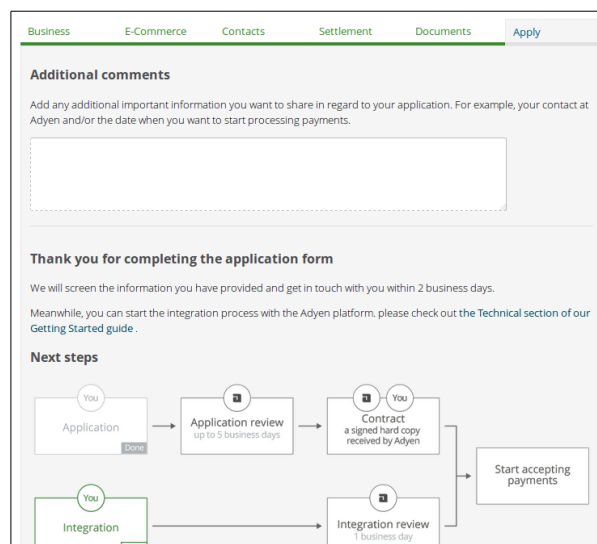 Business E-Commerce Contacts Settlement Documents Apply
Additional comments
Add any additional important information you want to share in regard to your application. For example, your contact at
Adyen and/or the date when you want to start processing payments.
Thank you for completing the application form
We will screen the information you have provided and get in touch with you within 2 business days.
Meanwhile, you can start the integration process with the Adyen platform. please check out the Technical section of our
Getting Started guide .
Next steps
You
Application
Done
Application review
up to 5 business days
You
Contract
a signed hard copy
received by Adyen
Start accepting
payments
You
Integration
Integration review
1 business day